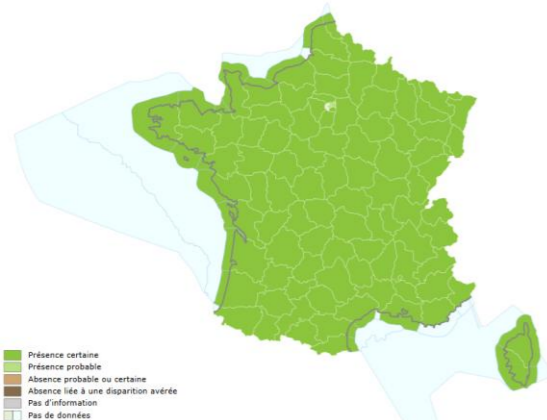 Présence certaine
Présence probable
Absence probable ou certaine
Absence liée à une disparition avérée
Pas d'information
Pas de données